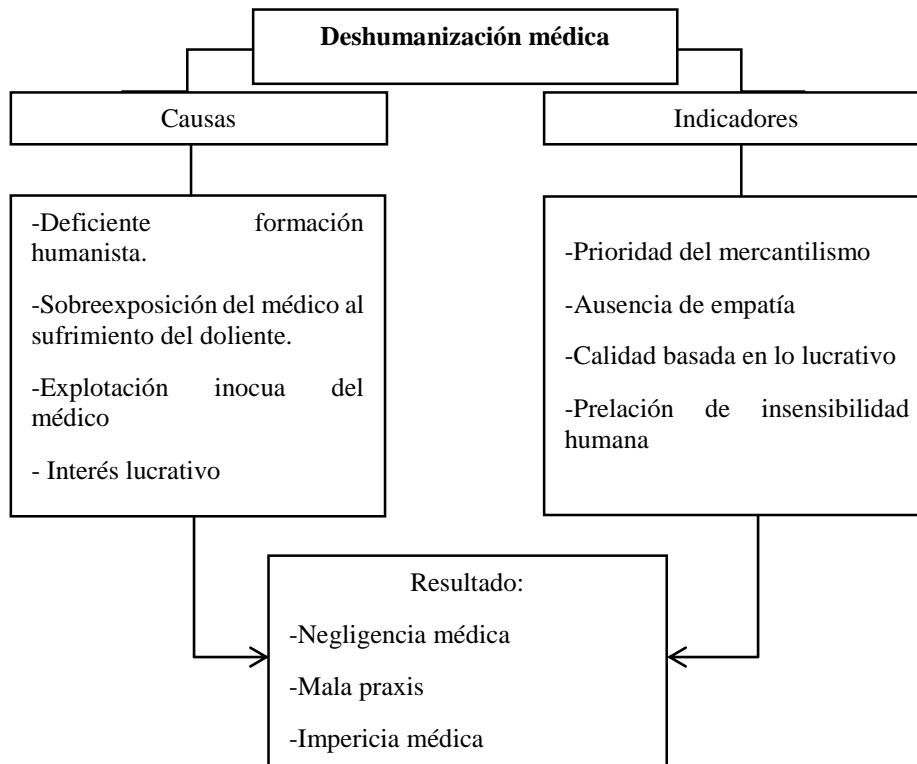 Deshumanización médica
Causas
Indicadores
-Deficiente formación
humanista.
-Sobreexposición del médico al
sufrimiento del doliente.
-Explotación inocua del
médico
- Interés lucrativo
-Prioridad del mercantilismo
-Ausencia de empatía
-Calidad basada en lo lucrativo
-Prelación de insensibilidad
humana
Resultado:
-Negligencia médica
-Mala praxis
-Impericia médica